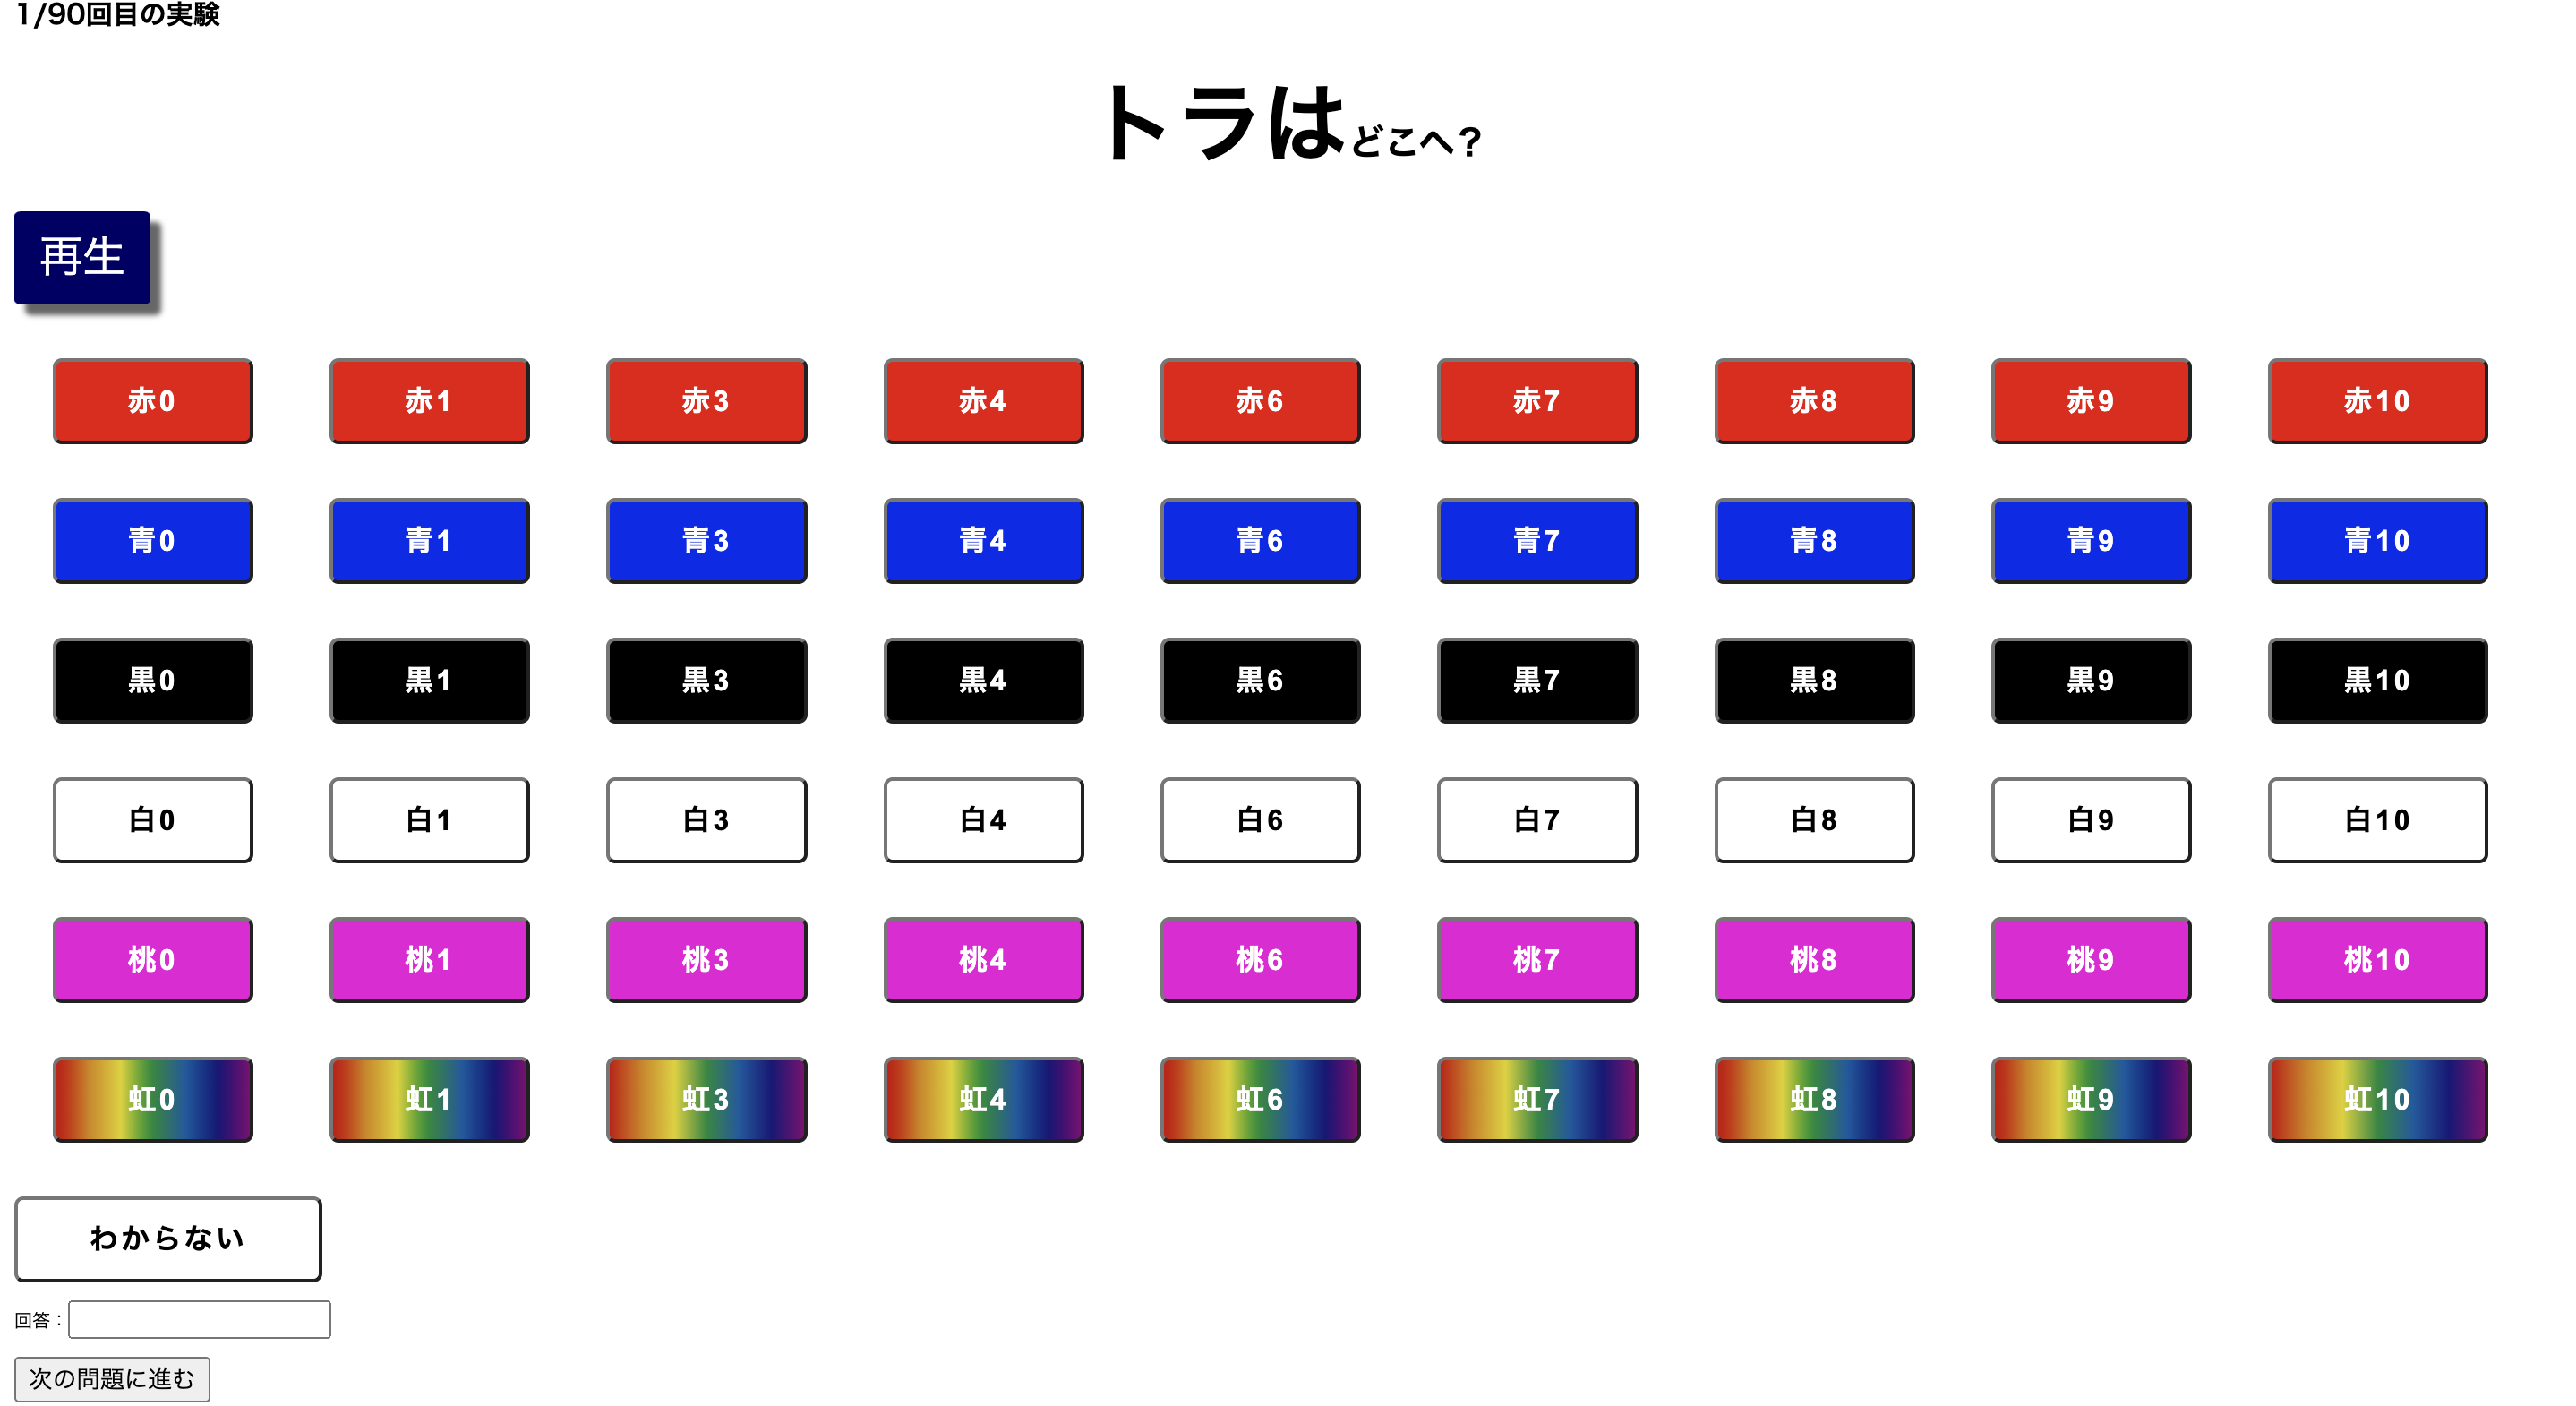 1/90回目の実験
トラはどこへ?
再生
赤0 赤1 赤3 赤4 赤6 赤7 赤8 赤9 赤10
青0 青1 青3 青4 青6 青7 青8 青9 青10
黒0 黒1 黒3 黒4 黒6 黒7 黒8 黒9 黒10
白0 白1 白3 白4 白6 白7 白8 白9 白10
桃0 桃1 桃3 桃4 桃6 桃7 桃8 桃9 桃10
虹0 虹1 虹3 虹4 虹6 虹7 虹8 虹9 虹10
わからない
回答：
次の問題に進む